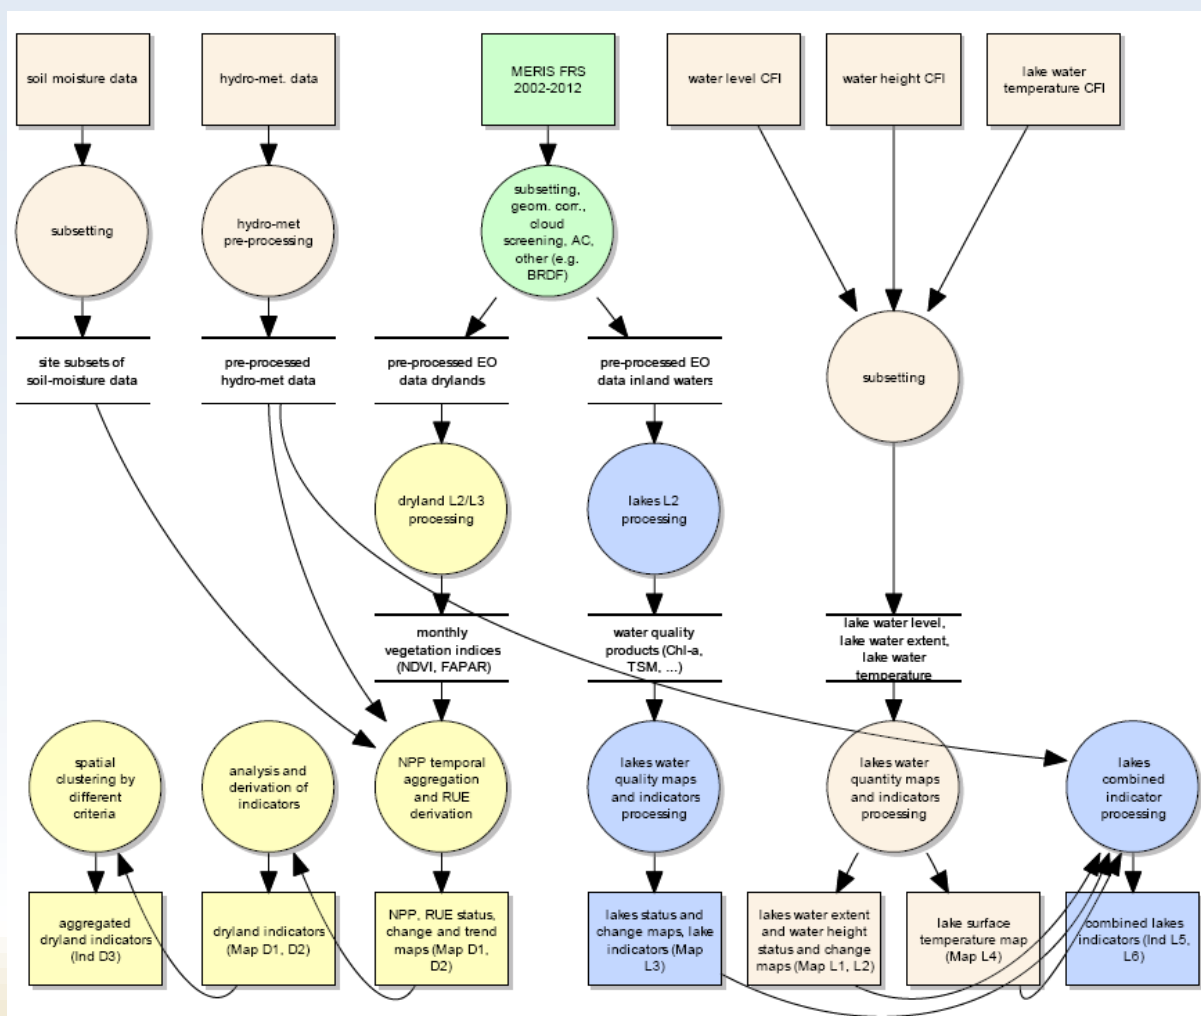 soil moisture data
hydro-met. data
MERIS FRS
2002-2012
water level CFI
water height CFI
lake water
temperature CFI
subsetting
hydro-met
pre-processing
subsetting,
geom. corr.,
cloud
screening, AC,
other (e.g.
BRDF)
site subsets of
soil-moisture data
pre-processed
hydro-met data
pre-processed EO
data drylands
pre-processed EO
data inland waters
subsetting
dryland L2/L3
processing
lakes L2
processing
monthly
vegetation indices
(NDVI, FAPAR)
water quality
products (Chl-a,
TSM, ...)
lake water level,
lake water extent,
lake water
temperature
spatial
clustering by
different
criteria
analysis and
derivation of
indicators
NPP temporal
aggregation
and RUE
derivation
lakes water
quality maps
and indicators
processing
lakes water
quantity maps
and indicators
processing
lakes
combined
indicator
processing
aggregated
dryland indicators
(Ind D3)
dryland indicators
(Map D1, D2)
NPP, RUE status,
change and trend
maps (Map D1,
D2)
lakes status and
change maps, lake
indicators (Map
L3)
lakes water extent
and water height
status and change
maps (Map L1, L2)
lake surface
temperature map
(Map L4)
combined lakes
indicators (Ind L5,
L6)